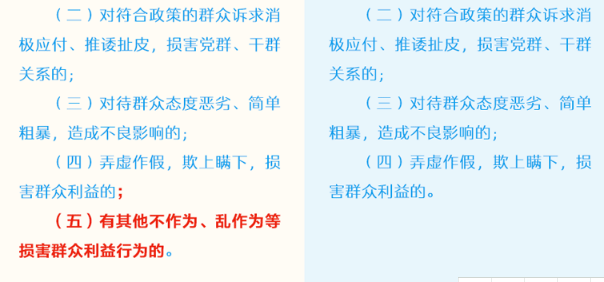 （二）对符合政策的群众诉求消
极应付、推诿扯皮，损害党群、干群
关系的；
（三）对待群众态度恶劣、简单
粗暴，造成不良影响的；
（四）弄虚作假，欺上瞒下，损
害群众利益的；
（五）有其他不作为、乱作为等
损害群众利益行为的。
（二）对符合政策的群众诉求消
极应付、推诿扯皮，损害党群、干群
关系的；
（三）对待群众态度恶劣、简单
粗暴，造成不良影响的；
（四）弄虚作假，欺上瞒下，损
害群众利益的。